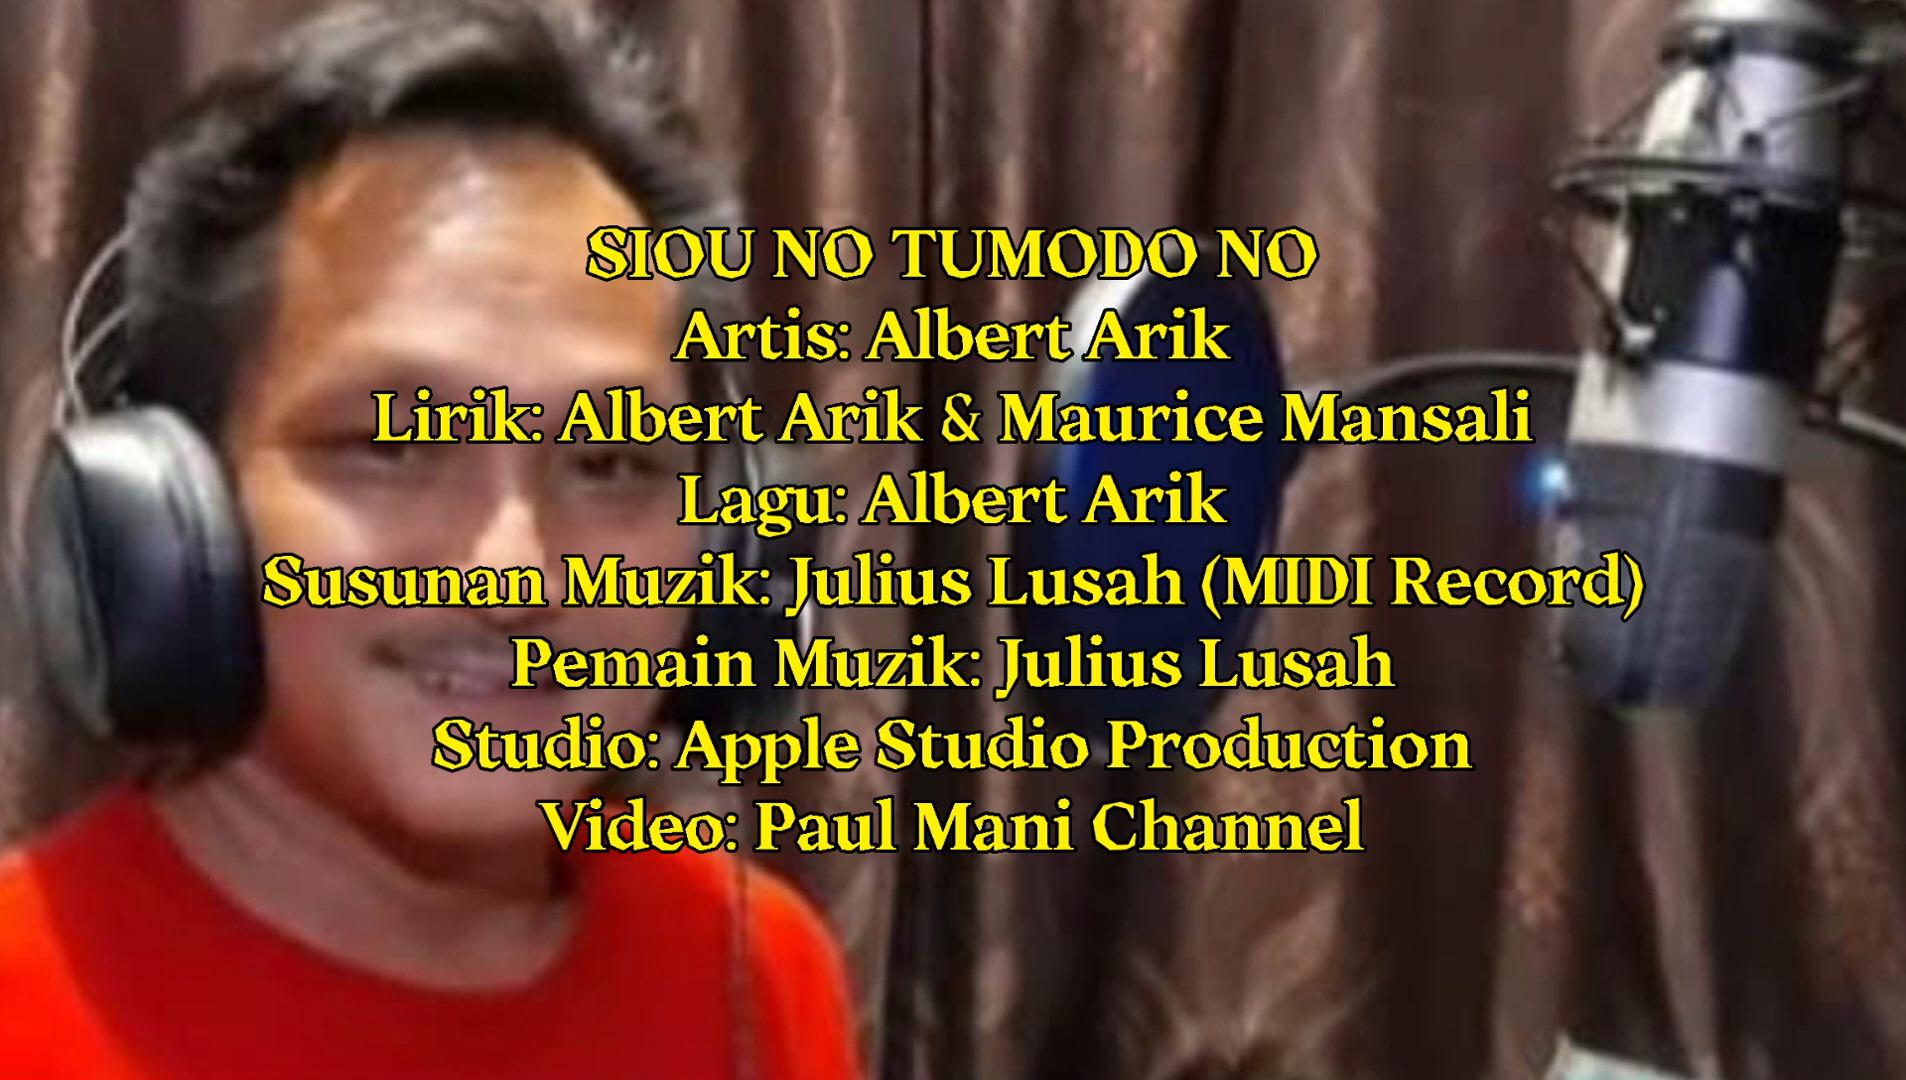 SIOU NO TUMODO NO
Artis: Albert Arik
Lirik: Albert Arik & Maurice Mansali
Lagu: Albert Arik
Susunan Muzik: Julius Lusah (MIDI Record)
Pemain Muzik: Julius Lusah
Studio: Apple Studio Production
Video: Paul Mani Channel